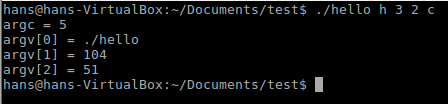 hans@hans-VirtualBox:~/Documents/test$ ./hello h 3 2 c
argc = 5
argv[0] = ./hello
argv[1] = 104
argv[2] = 51
hans@hans-VirtualBox:~/Documents/test$